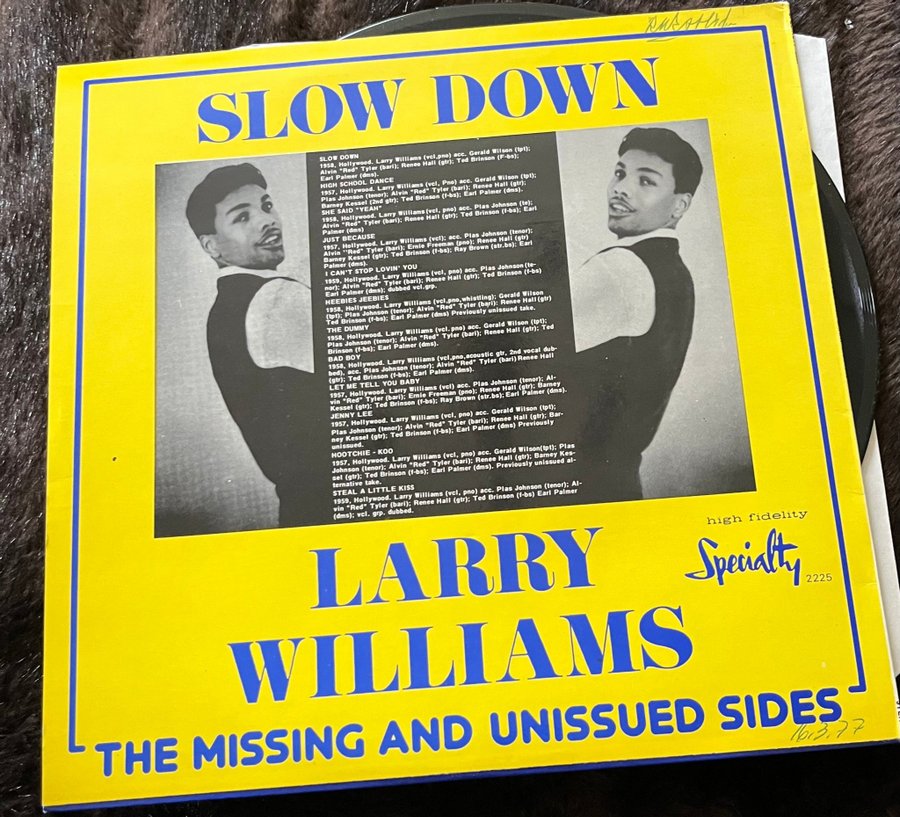 SLOW DOWN
SLOW DOWN
1958, Hollywood. Larry Williams (vcl,pno) acc. Gerald Wilson (tpt);
Alvin "Red" Tyler (bari); Renee Hall (gtr); Ted Brinson (F-bs);
Earl Palmer (dms).
HIGH SCHOOL DANCE
1957, Hollywood. Larry Williams (vcl, Pno) acc. Gerald Wilson (tpt);
Plas Johnson (tenor); Alvin "Red" Tyler (bari); Renee Hall (gtr);
Barney Kessel (2nd gtr); Ted Brinson (f-bs); Earl Palmer (dms).
SHE SAID "YEAH"
1958, Hollywood. Larry Williams (vcl,pno) acc. Plas Johnson (te);
Alvin "Red" Tyler (bari); Renee Hall (gtr); Ted Brinson (f-bs); Earl
Palmer (dms)
JUST BECAUSE
1957, Hollywood. Larry Williams (vcl); acc. Plas Johnson (tenor);
Alvin "Red" Tyler (bari); Ernie Freeman (pno); Renee Hall (gtr)
Barney Kessel (gtr); Ted Brinson (f-bs); Ray Brown (str.bs); Earl
Palmer (dms).
I CAN'T STOP LOVIN' YOU
1959, Hollywood. Larry Williams (vcl, pno) acc. Plas Johnson (te-
nor); Alvin "Red" Tyler (bari); Renee Hall (gtr); Ted Brinson (f-bs)
Earl Palmer (dms); dubbed vcl.grp.
HEEBIES JEEBIES
1958, Hollywood. Larry Williams (vcl,pno,whistling); Gerald Wilson
(tpt); Plas Johnson (tenor); Alvin "Red" Tyler (bari); Renee Hall (gtr)
Ted Brinson (f-bs); Earl Palmer (dms) Previously unissued take.
THE DUMMY
1958, Hollywood. Larry Williams (vcl. pno) acc. Gerald Wilson (tpt);
Plas Johnson (tenor); Alvin "Red" Tyler (bari); Renee Hall (gtr); Ted
Brinson (f-bs); Earl Palmer (dms).
BAD BOY
1958, Hollywood. Larry Williams (vcl,pno,acoustic gtr, 2nd vocal dub-
bed), acc. Plas Johnson (tenor); Alvin "Red" Tyler (bari) Renee Hall
(gtr); Ted Brinson (f-bs); Earl Palmer (dms).
LET ME TELL YOU BABY
1957, Hollywood. Larry Williams (vcl) acc. Plas Johnson (tenor); Al-
vin "Red" Tyler (bari); Ernie Freeman (pno); Renee Hall (gtr); Barney
Kessel (gtr); Ted Brinson (f-bs); Ray Brown (str.bs); Earl Palmer (dms).
JENNY LEE
1957, Hollywood. Larry Williams (vcl, pno) acc. Gerald Wilson (tpt);
Plas Johnson (tenor); Alvin "Red" Tyler (bari); Renee Hall (gtr); Bar-
ney Kessel (gtr); Ted Brinson (f-bs); Earl Palmer (dms) Previously
unissued.
HOOTCHIE - KOO
1957, Hollywood. Larry Williams (vcl, pno) acc. Gerald Wilson(tpt); Plas
Johnson (tenor); Alvin "Red" Tyler (bari); Renee Hall (gtr); Barney Kes-
sel (gtr); Ted Brinson (f-bs); Earl Palmer (dms). Previously unissued al-
ternative take.
STEAL A LITTLE KISS
1959, Hollywood. Larry Williams (vcl, pno) acc. Plas Johnson (tenor); Al-
vin "Red" Tyler (bari); Renee Hall (gtr); Ted Brinson (f-bs) Earl Palmer
(dms); vcl. grp. dubbed.
high fidelity
Specialty 2225
LARRY
WILLIAMS
THE MISSING AND UNISSUED SIDES
16.3.77